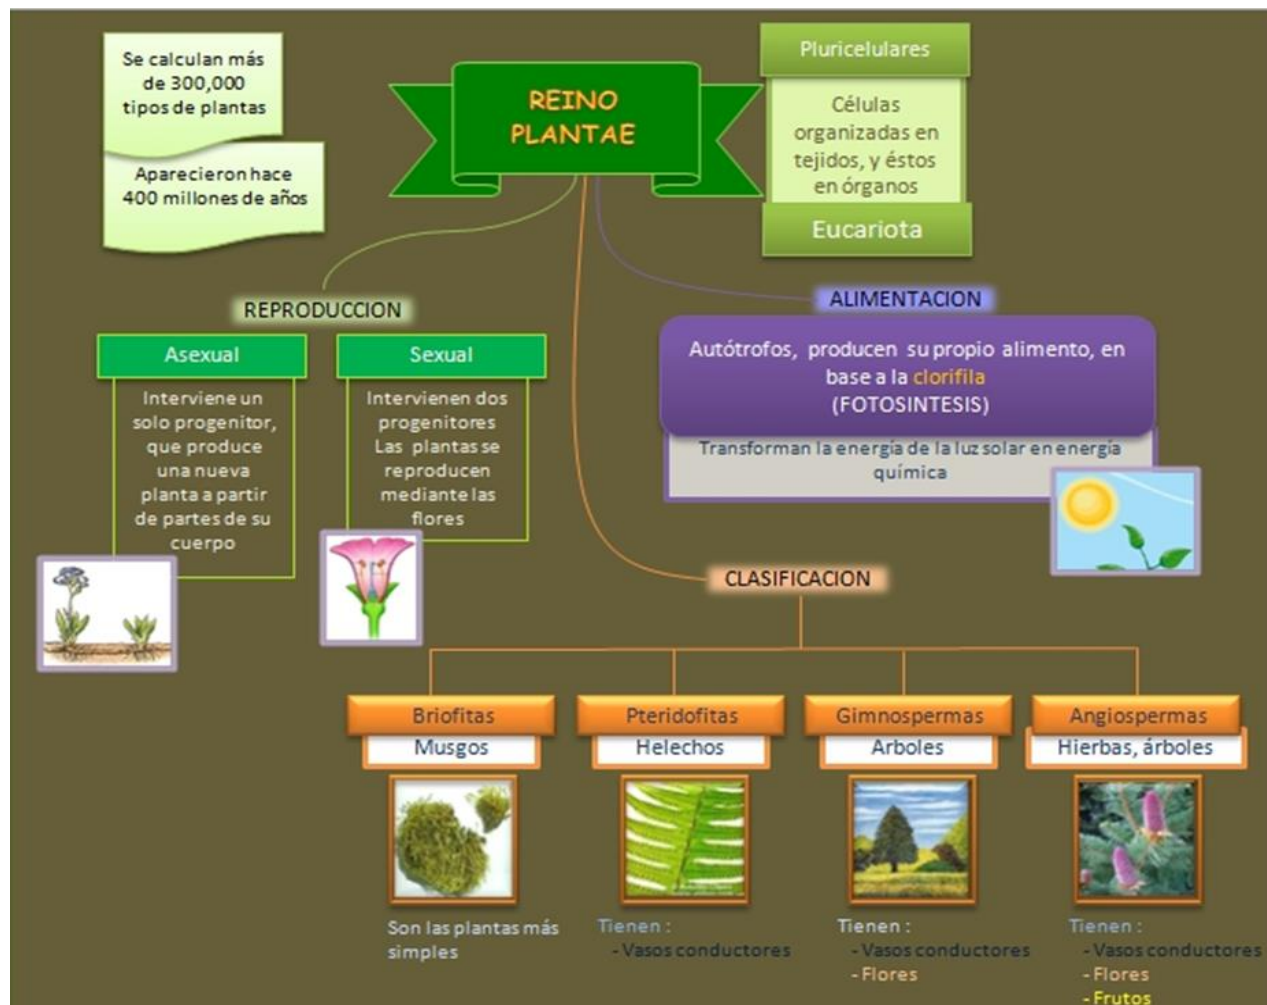 Se calculan más
de 300,000
tipos de plantas
Aparecieron hace
400 millones de años
REINO
PLANTAE
Pluricelulares
Células
organizadas en
tejidos, y éstos
en órganos
Eucariota
REPRODUCCION
Asexual
Interviene un
solo progenitor,
que produce
una nueva
planta a partir
de partes de su
cuerpo
Sexual
Intervienen dos
progenitores
Las plantas se
reproducen
mediante las
flores
ALIMENTACION
Autótrofos, producen su propio alimento, en
base a la clorifila
(FOTOSINTESIS)
Transforman la energía de la luz solar en energía
química
CLASIFICACION
Briofitas
Musgos
Son las plantas más
simples
Pteridofitas
Helechos
Tienen :
- Vasos conductores
Gimnospermas
Arboles
Tienen :
- Vasos conductores
- Flores
Angiospermas
Hierbas, árboles
Tienen :
- Vasos conductores
- Flores
- Frutos